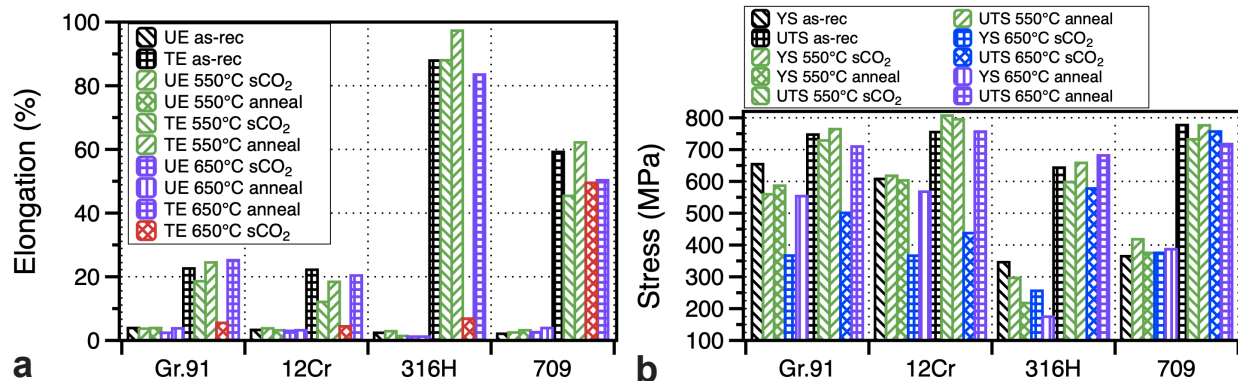 100
80
60
40
20
0
Elongation (%)
UE as-rec
TE as-rec
UE 550°C sCO₂
UE 550°C anneal
TE 550°C sCO₂
TE 550°C anneal
UE 650°C sCO₂
UE 650°C anneal
TE 650°C anneal
TE 650°C sCO₂
Gr.91 12Cr 316H 709
a
YS as-rec
UTS as-rec
YS 550°C sCO₂
YS 550°C anneal
UTS 550°C sCO₂
UTS 550°C anneal
YS 650°C sCO₂
UTS 650°C sCO₂
YS 650°C anneal
UTS 650°C anneal
800
700
600
500
400
300
200
100
Stress (MPa)
Gr.91 12Cr 316H 709
b